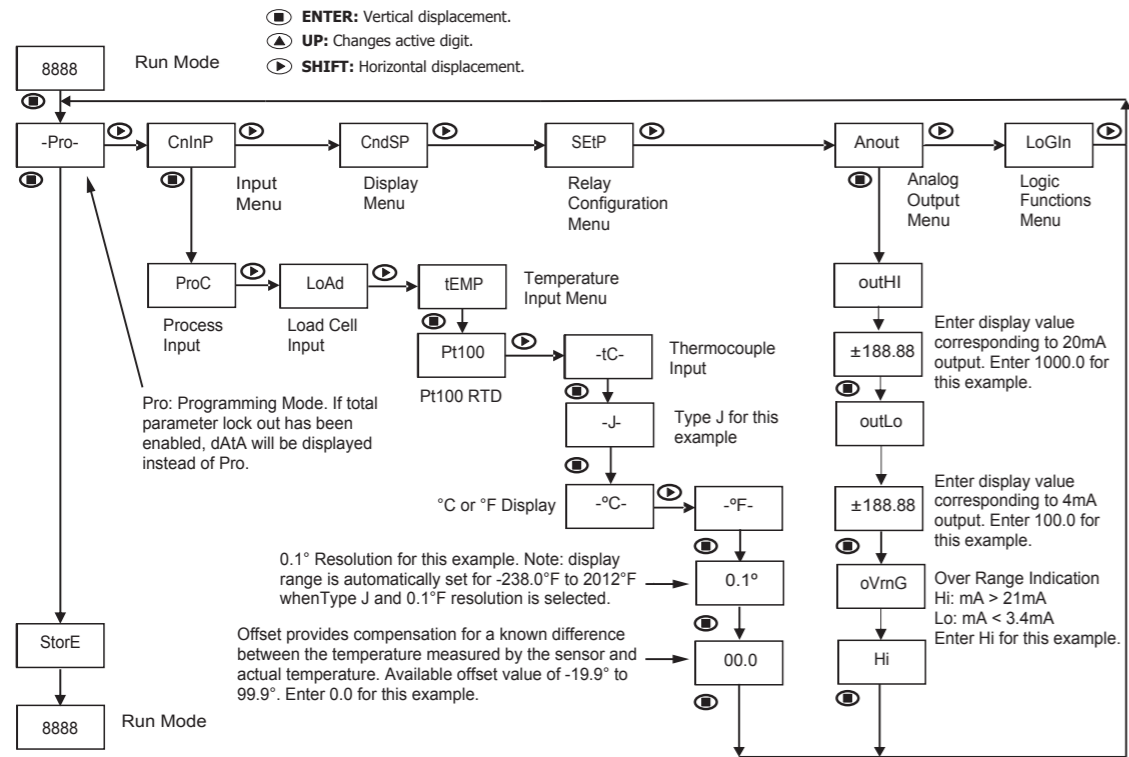 ENTER: Vertical displacement.
UP: Changes active digit.
SHIFT: Horizontal displacement.
8888
Run Mode
-Pro-
CnInP
CndSP
SEtP
Anout
LoGIn
Input
Menu
Display
Menu
Relay
Configuration
Menu
Analog
Output
Menu
Logic
Functions
Menu
ProC
LoAd
tEMP
Temperature
Input Menu
Process
Input
Load Cell
Input
Pt100
Pt100 RTD
-tC-
Thermocouple
Input
-J-
Type J for this
example
Pro: Programming Mode. If total
parameter lock out has been
enabled, dAtA will be displayed
instead of Pro.
°C or °F Display
-ºC-
-ºF-
0.1° Resolution for this example. Note: display
range is automatically set for -238.0°F to 2012°F
whenType J and 0.1°F resolution is selected.
0.1º
Offset provides compensation for a known difference
between the temperature measured by the sensor and
actual temperature. Available offset value of -19.9° to
99.9°. Enter 0.0 for this example.
00.0
outHI
±188.88
Enter display value
corresponding to 20mA
output. Enter 1000.0 for
this example.
outLo
±188.88
Enter display value
corresponding to 4mA
output. Enter 100.0 for
this example.
oVrnG
Over Range Indication
Hi: mA > 21mA
Lo: mA < 3.4mA
Enter Hi for this example.
Hi
StorE
8888
Run Mode